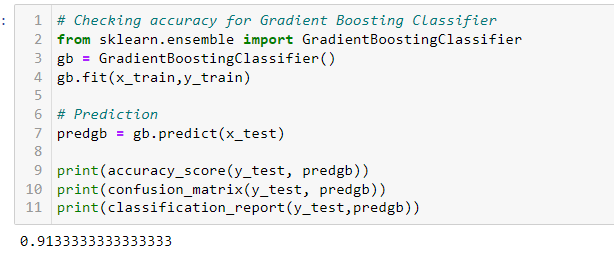 :
1 # Checking accuracy for Gradient Boosting Classifier
2 from sklearn.ensemble import GradientBoostingClassifier
3 gb = GradientBoostingClassifier()
4 gb.fit(x_train,y_train)
5
6 # Prediction
7 predgb = gb.predict(x_test)
8
9 print(accuracy_score(y_test, predgb))
10 print(confusion_matrix(y_test, predgb))
11 print(classification_report(y_test,predgb))
0.9133333333333333